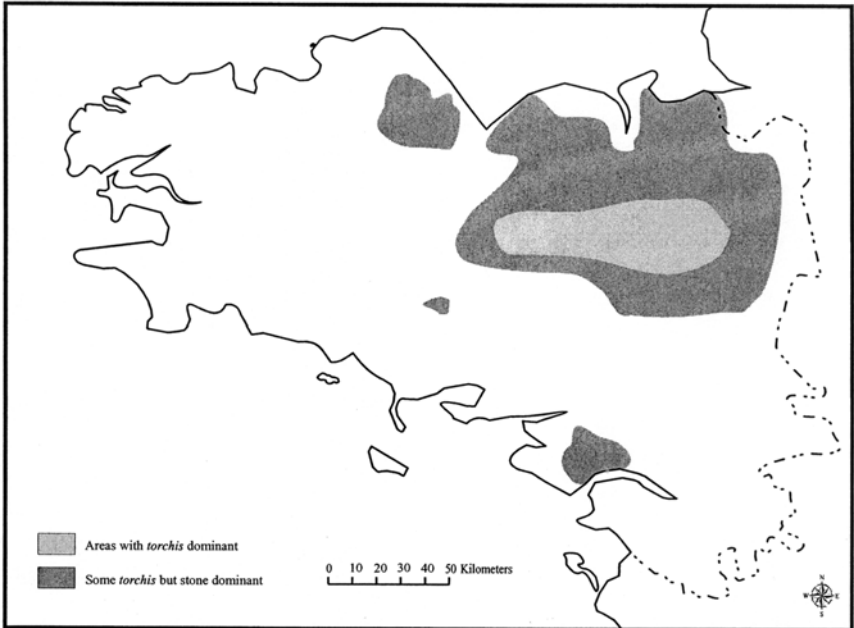 Areas with torchis dominant
Some torchis but stone dominant
0 10 20 30 40 50 Kilometers
N
W E
S